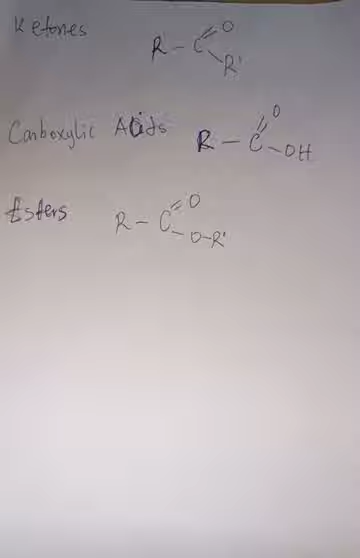 Ketones
R - C = O
- R'
Carboxylic Acids
R - C = O
- OH
Esters
R - C = O
- O-R'